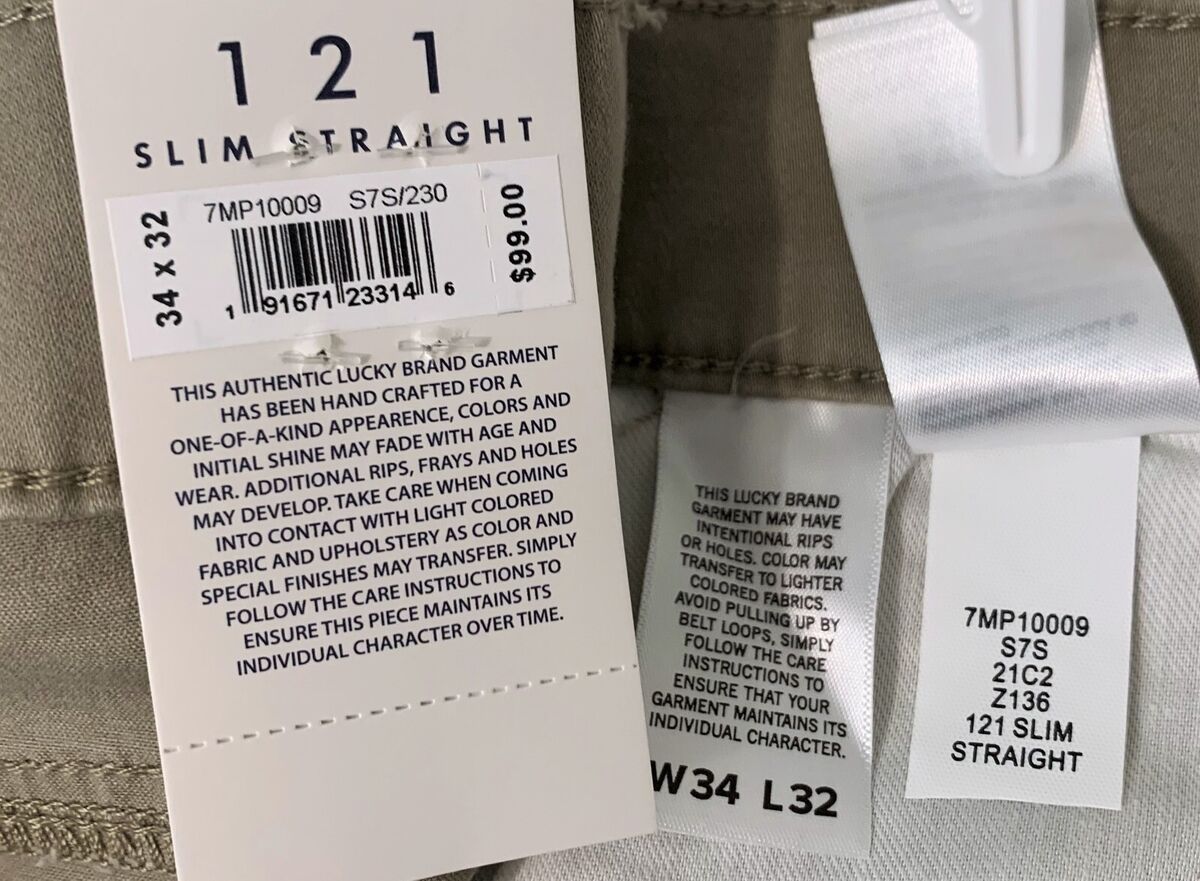 121
SLIM STRAIGHT
34 x 32
7MP10009 S7S/230
1 91671 23314 6
$99.00
THIS AUTHENTIC LUCKY BRAND GARMENT
HAS BEEN HAND CRAFTED FOR A
ONE-OF-A-KIND APPEARENCE, COLORS AND
INITIAL SHINE MAY FADE WITH AGE AND
WEAR. ADDITIONAL RIPS, FRAYS AND HOLES
MAY DEVELOP. TAKE CARE WHEN COMING
INTO CONTACT WITH LIGHT COLORED
FABRIC AND UPHOLSTERY AS COLOR AND
SPECIAL FINISHES MAY TRANSFER. SIMPLY
FOLLOW THE CARE INSTRUCTIONS TO
ENSURE THIS PIECE MAINTAINS ITS
INDIVIDUAL CHARACTER OVER TIME.
THIS LUCKY BRAND
GARMENT MAY HAVE
INTENTIONAL RIPS
OR HOLES. COLOR MAY
TRANSFER TO LIGHTER
COLORED FABRICS.
AVOID PULLING UP BY
BELT LOOPS, SIMPLY
FOLLOW THE CARE
INSTRUCTIONS TO
ENSURE THAT YOUR
GARMENT MAINTAINS ITS
INDIVIDUAL CHARACTER.
W34 L32
7MP10009
S7S
21C2
Z136
121 SLIM
STRAIGHT